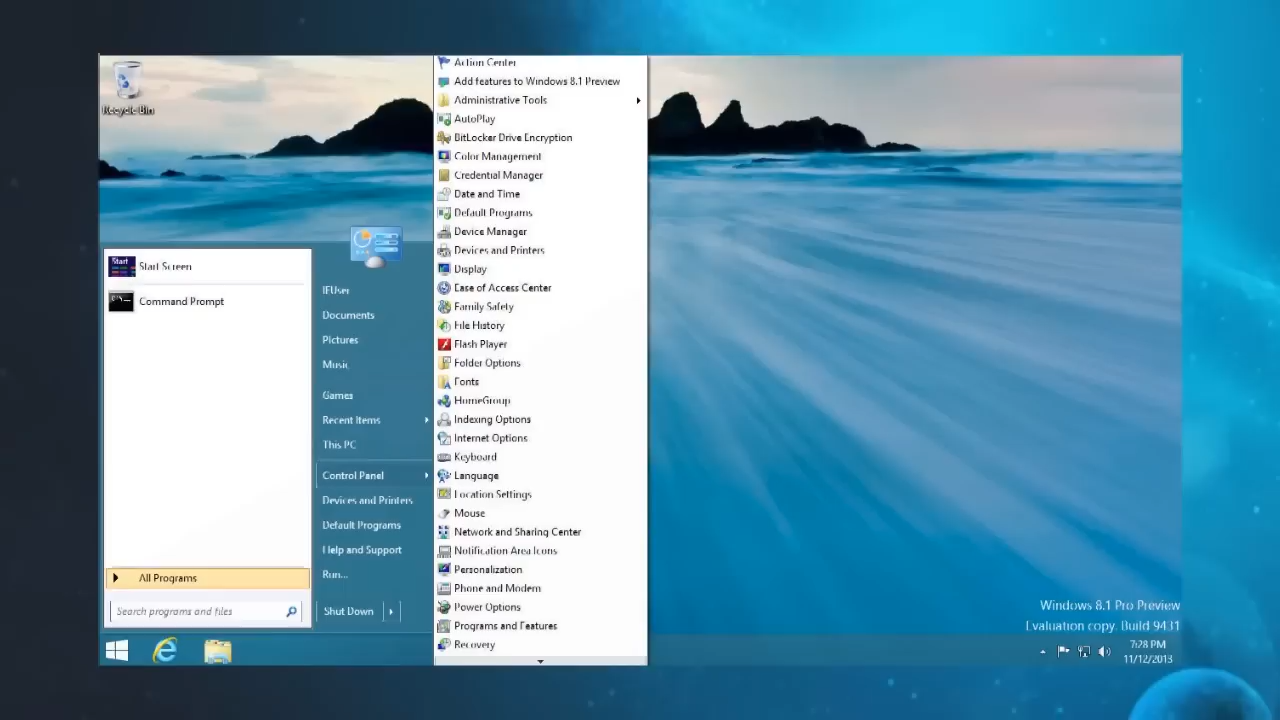 Recycle Bin
Start
Start Screen
Command Prompt
All Programs
Search programs and files
IEUser
Documents
Pictures
Music
Games
Recent Items
This PC
Control Panel
Devices and Printers
Default Programs
Help and Support
Run...
Shut Down
Action Center
Add features to Windows 8.1 Preview
Administrative Tools
AutoPlay
BitLocker Drive Encryption
Color Management
Credential Manager
Date and Time
Default Programs
Device Manager
Devices and Printers
Display
Ease of Access Center
Family Safety
File History
Flash Player
Folder Options
Fonts
HomeGroup
Indexing Options
Internet Options
Keyboard
Language
Location Settings
Mouse
Network and Sharing Center
Notification Area Icons
Personalization
Phone and Modem
Power Options
Programs and Features
Recovery
Windows 8.1 Pro Preview
Evaluation copy. Build 9431
7:28 PM
11/12/2013